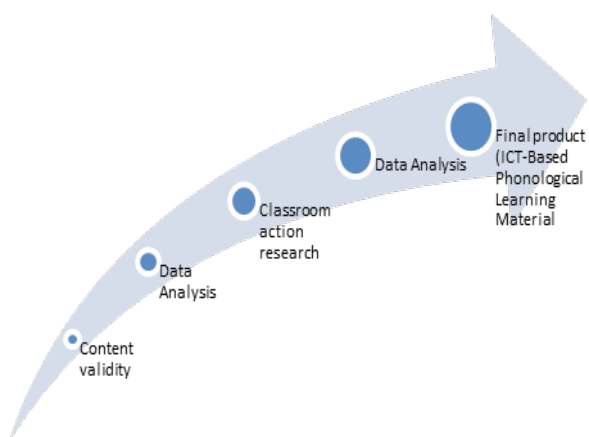 Content
validity
Data
Analysis
Classroom
action
research
Data Analysis
Final product
(ICT-Based
Phonological
Learning
Material